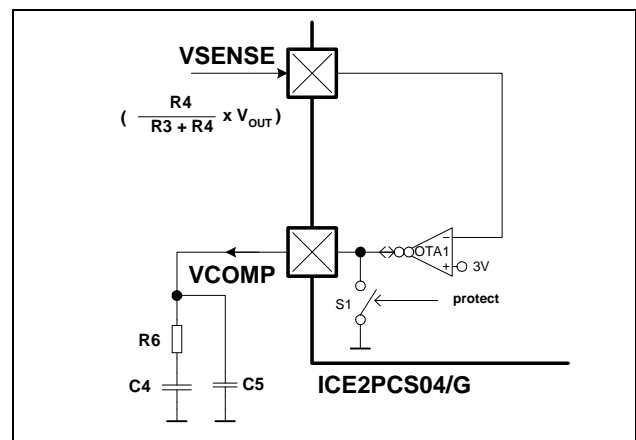 VSENSE
( R4
R3 + R4 x VOUT )
OTA1
−
+ 3V
VCOMP
S1
protect
R6
C4
C5
ICE2PCS04/G